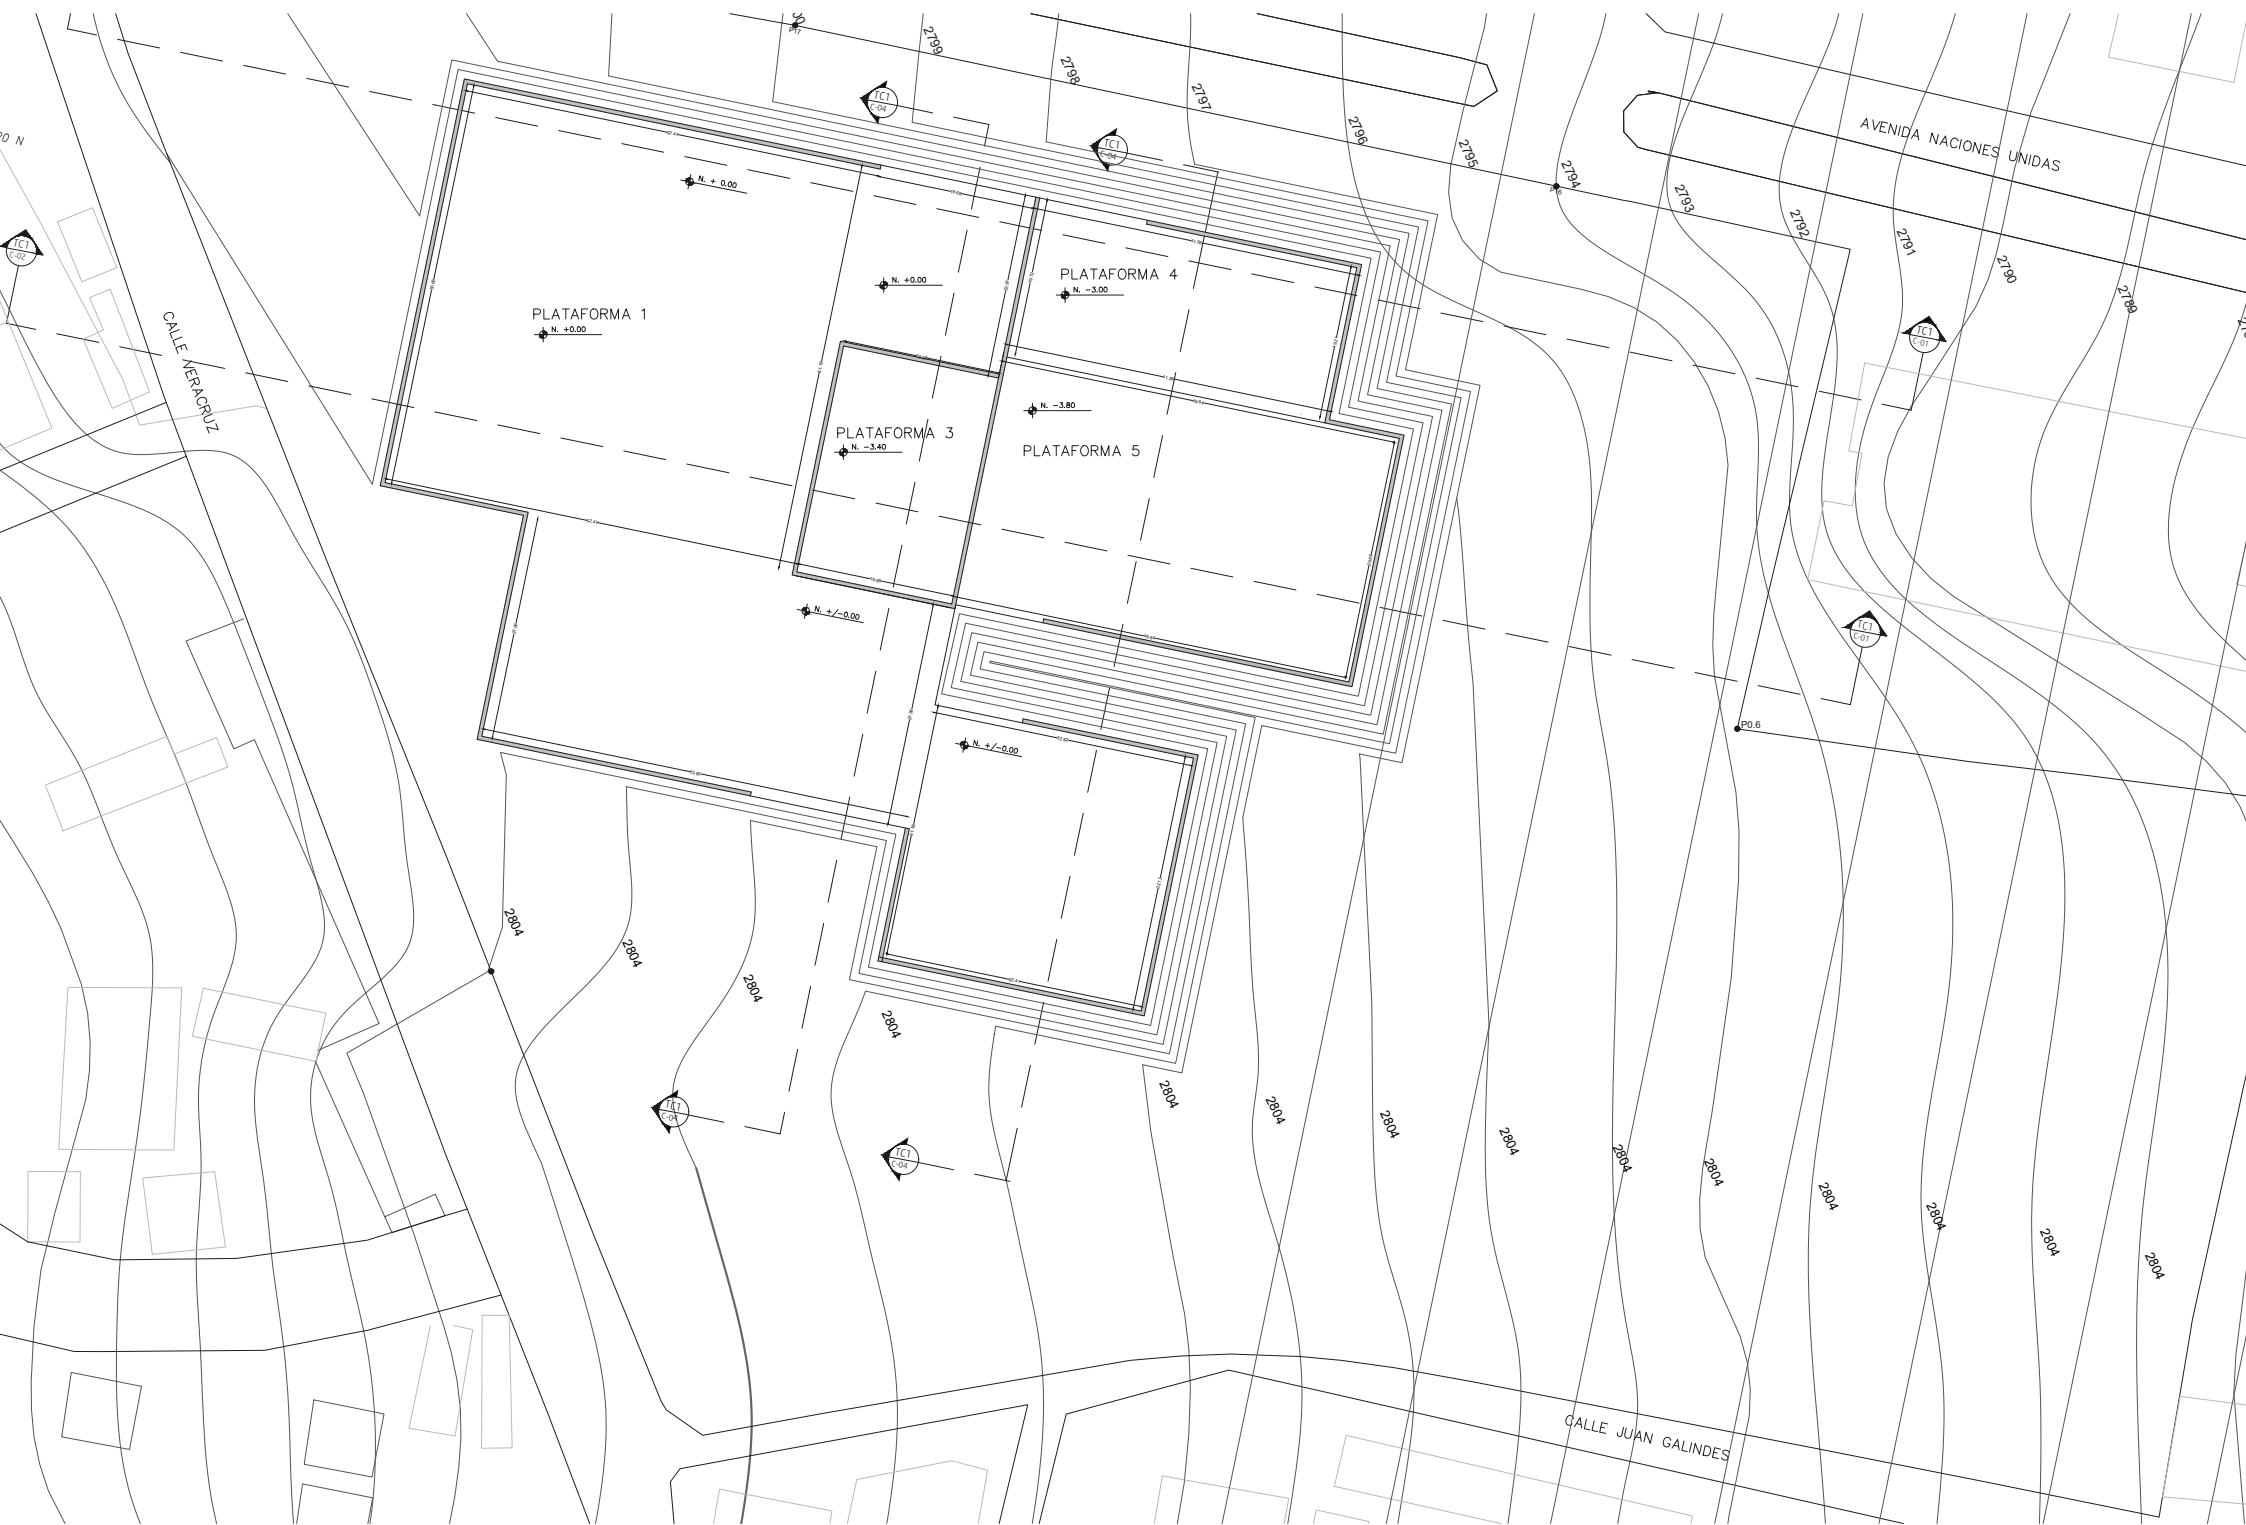 P17
2799
2798
2797
2796
2795
2794
2793
2792
2791
2790
2789
AVENIDA NACIONES UNIDAS
TC1
C-04
TC1
C-04
TC1
C-02
TC1
C-01
N. + 0.00
PLATAFORMA 4
N. -3.00
N. +0.00
PLATAFORMA 1
N. +0.00
CALLE VERACRUZ
N. -3.80
PLATAFORMA 3
N. -3.40
PLATAFORMA 5
N. +/-0.00
TC1
C-01
P0.6
N. +/-0.00
2804
2804
2804
2804
2804
2804
2804
2804
2804
2804
2804
2804
2804
2804
TC1
C-04
TC1
C-04
CALLE JUAN GALINDES